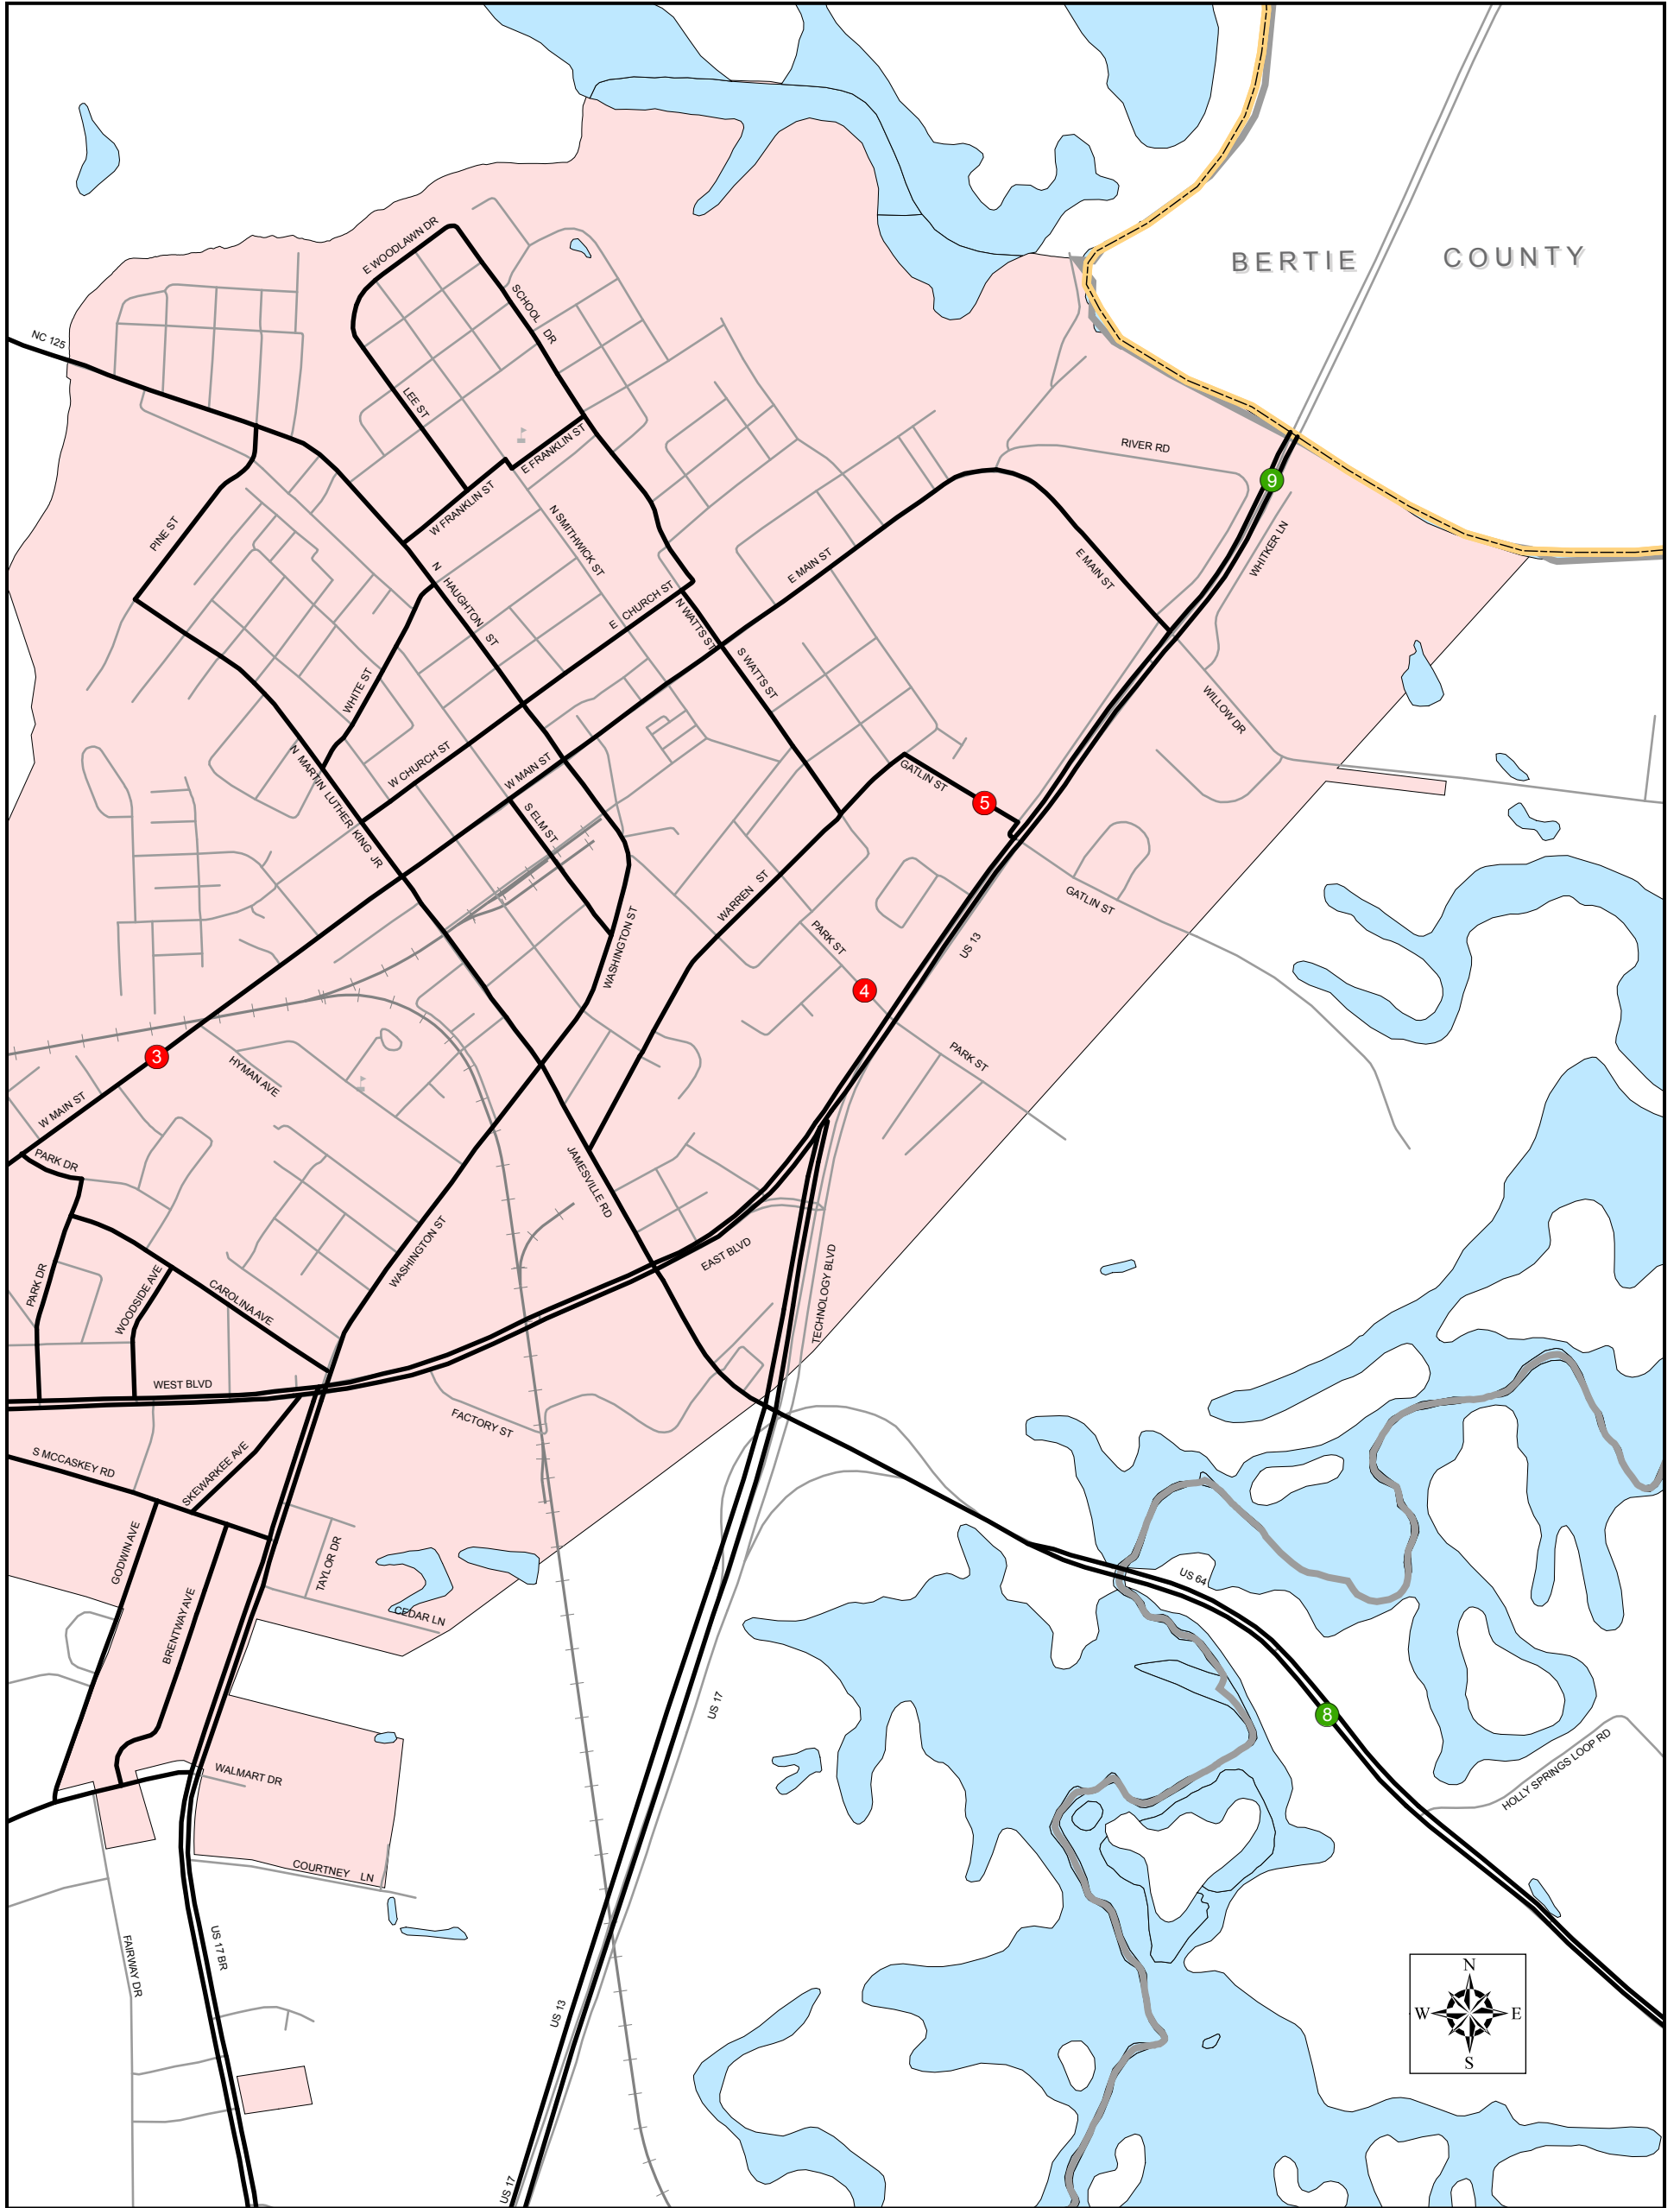 BERTIE COUNTY
E WOODLAWN DR
SCHOOL DR
NC 125
LEE ST
E FRANKLIN ST
RIVER RD
9
W FRANKLIN ST
PINE ST
N SMITHWICK ST
WHITKER LN
E MAIN ST
E MAIN ST
N HAUGHTON ST
E CHURCH ST
N WATTS ST
S WATTS ST
WHITE ST
WILLOW DR
N MARTIN LUTHER KING JR
W CHURCH ST
W MAIN ST
GATLIN ST
5
S ELM ST
WARREN ST
GATLIN ST
PARK ST
US 13
WASHINGTON ST
4
3
PARK ST
HYMAN AVE
W MAIN ST
PARK DR
JAMESVILLE RD
EAST BLVD
WASHINGTON ST
TECHNOLOGY BLVD
PARK DR
WOODSIDE AVE
CAROLINA AVE
WEST BLVD
FACTORY ST
S MCCASKEY RD
SKEWARKEE AVE
GODWIN AVE
TAYLOR DR
US 64
CEDAR LN
BRENTWAY AVE
US 17
8
HOLLY SPRINGS LOOP RD
WALMART DR
COURTNEY LN
US 17 BR
FAIRWAY DR
N
W E
S
US 13
US 17